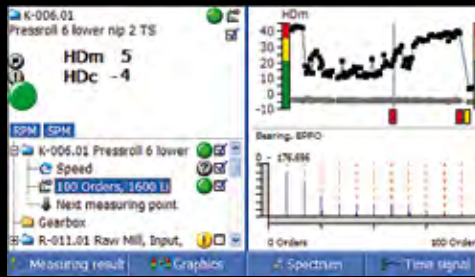 K-006.01
Pressroll 6 lower nip 2 TS
HDm 5
HDc -4
RPM SPM
K-006.01 Pressroll 6 lower
Speed
100 Orders, 1600 Li
Next measuring point
Gearbox
R-011.01 Raw Mill, Input,
Measuring result Graphics
HDm
40
30
20
10
0
-10
Bearing, BPFO
0 - 176.696
0 Orders 100 Orders
Spectrum Time signal